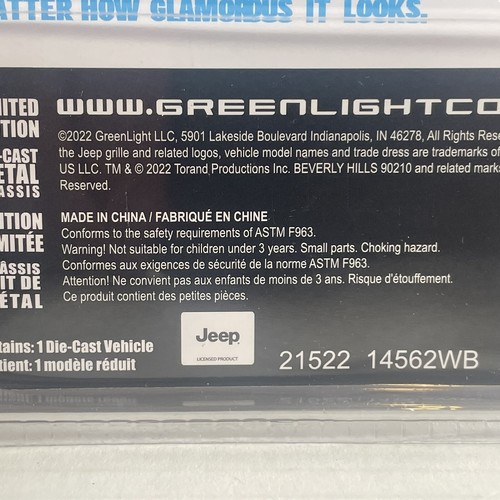 ATTER HOW GLAMOROUS IT LOOKS.
MITED
TION
WWW.GREENLIGHTCO
©2022 GreenLight LLC, 5901 Lakeside Boulevard Indianapolis, IN 46278, All Rights Rese
the Jeep grille and related logos, vehicle model names and trade dress are trademarks of
US LLC. TM & © 2022 Torand Productions Inc. BEVERLY HILLS 90210 and related marks
Reserved.
-CAST
ETAL
ASSIS
MADE IN CHINA / FABRIQUÉ EN CHINE
Conforms to the safety requirements of ASTM F963.
Warning! Not suitable for children under 3 years. Small parts. Choking hazard.
Conformes aux exigences de sécurité de la norme ASTM F963.
Attention! Ne convient pas aux enfants de moins de 3 ans. Risque d'étouffement.
Ce produit contient des petites pièces.
ITION
MITÉE
ÂSSIS
IT DE
ÉTAL
tains: 1 Die-Cast Vehicle
tient: 1 modèle réduit
Jeep
LICENSED PRODUCT
21522 14562WB